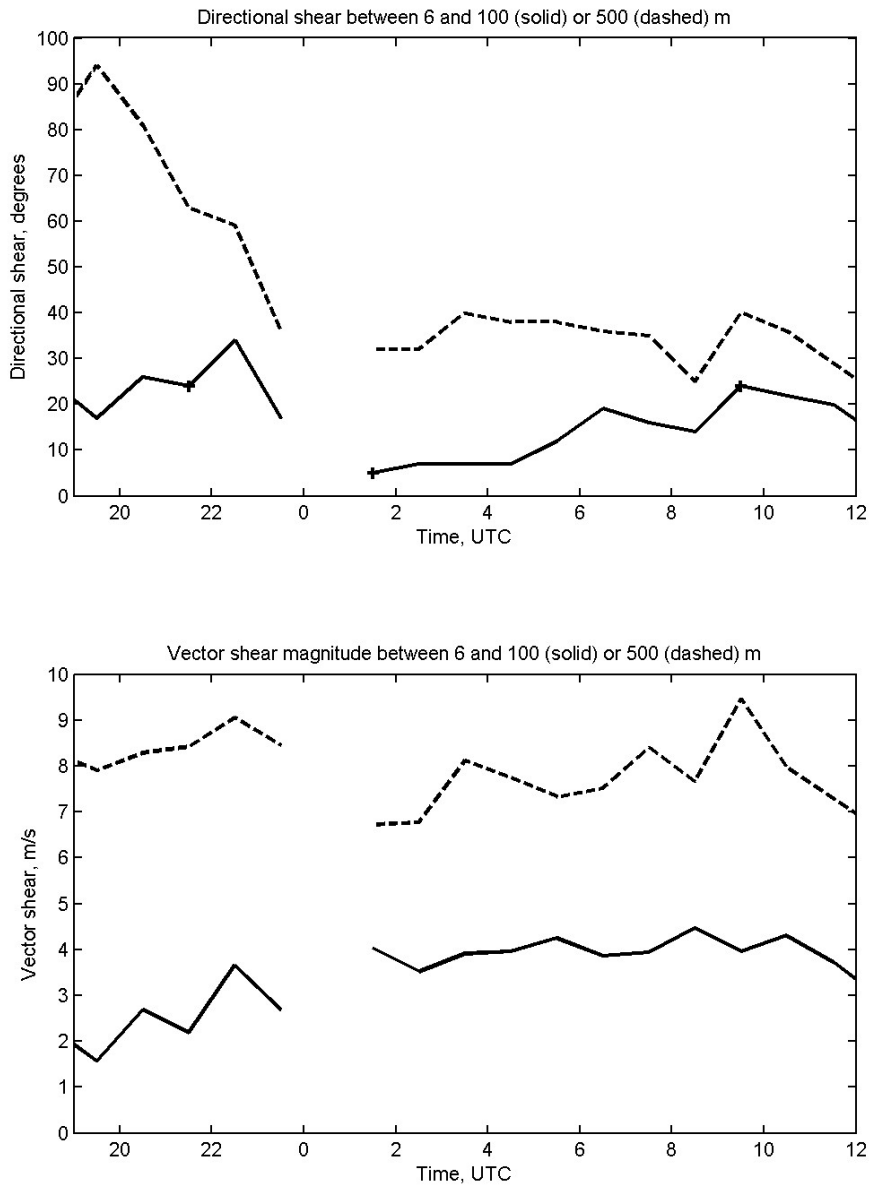 Directional shear between 6 and 100 (solid) or 500 (dashed) m
100
90
80
70
60
50
40
30
20
10
0
Directional shear, degrees
20 22 0 2 4 6 8 10 12
Time, UTC
Vector shear magnitude between 6 and 100 (solid) or 500 (dashed) m
10
9
8
7
6
5
4
3
2
1
0
Vector shear, m/s
20 22 0 2 4 6 8 10 12
Time, UTC